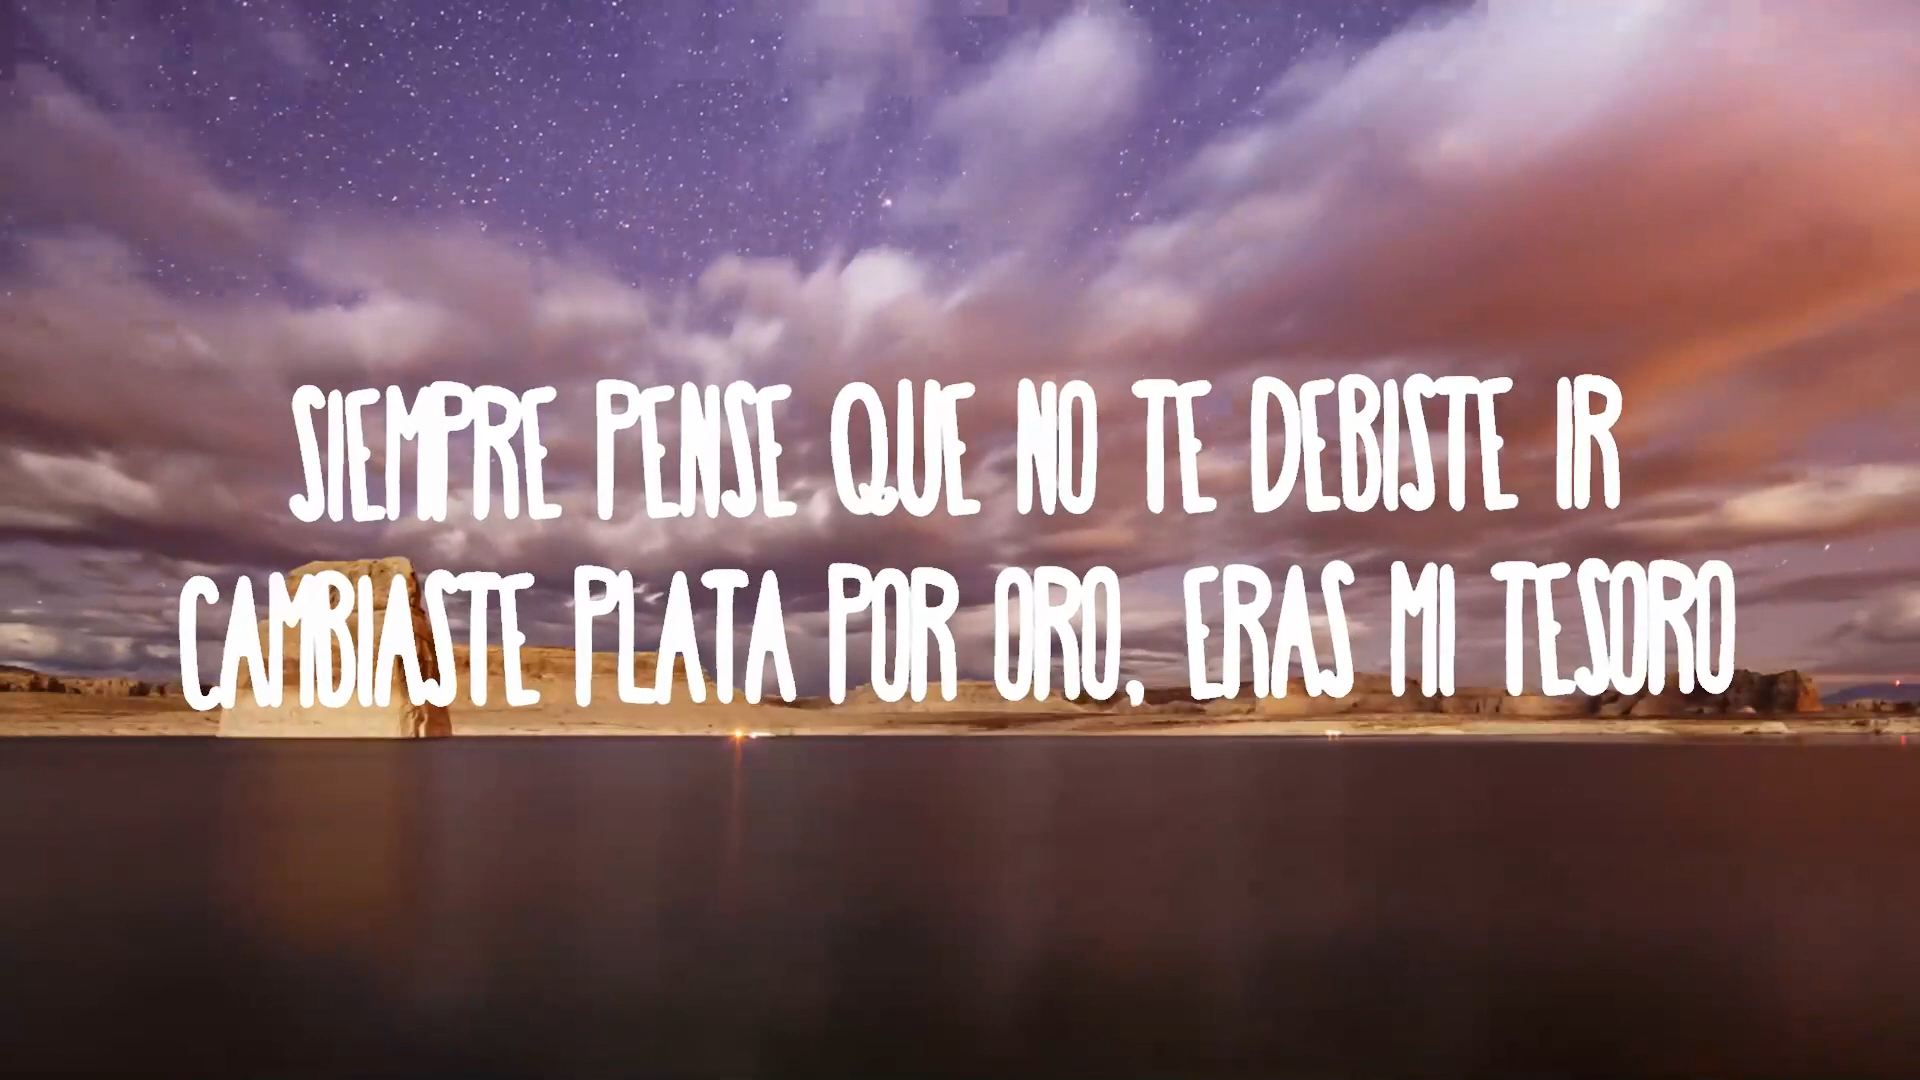 SIEMPRE PENSE QUE NO TE DEBISTE IR
CAMBIASTE PLATA POR ORO, ERAS MI TESORO